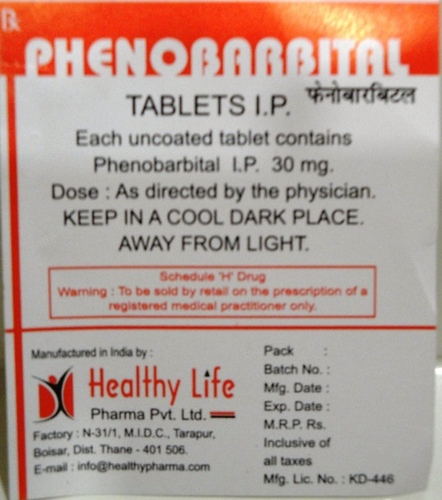 Rx
PHENOBARBITAL
फेनोबारबिटल
TABLETS I.P.
Each uncoated tablet contains
Phenobarbital I.P. 30 mg.
Dose : As directed by the physician.
KEEP IN A COOL DARK PLACE.
AWAY FROM LIGHT.
Schedule 'H' Drug
Warning : To be sold by retail on the prescription of a
registered medical practitioner only.
Manufactured in India by :
Healthy Life
Pharma Pvt. Ltd.
Factory : N-31/1, M.I.D.C., Tarapur,
Boisar, Dist. Thane - 401 506.
E-mail : info@healthypharma.com
Pack :
Batch No. :
Mfg. Date :
Exp. Date :
M.R.P. Rs.
Inclusive of
all taxes
Mfg. Lic. No. : KD-446